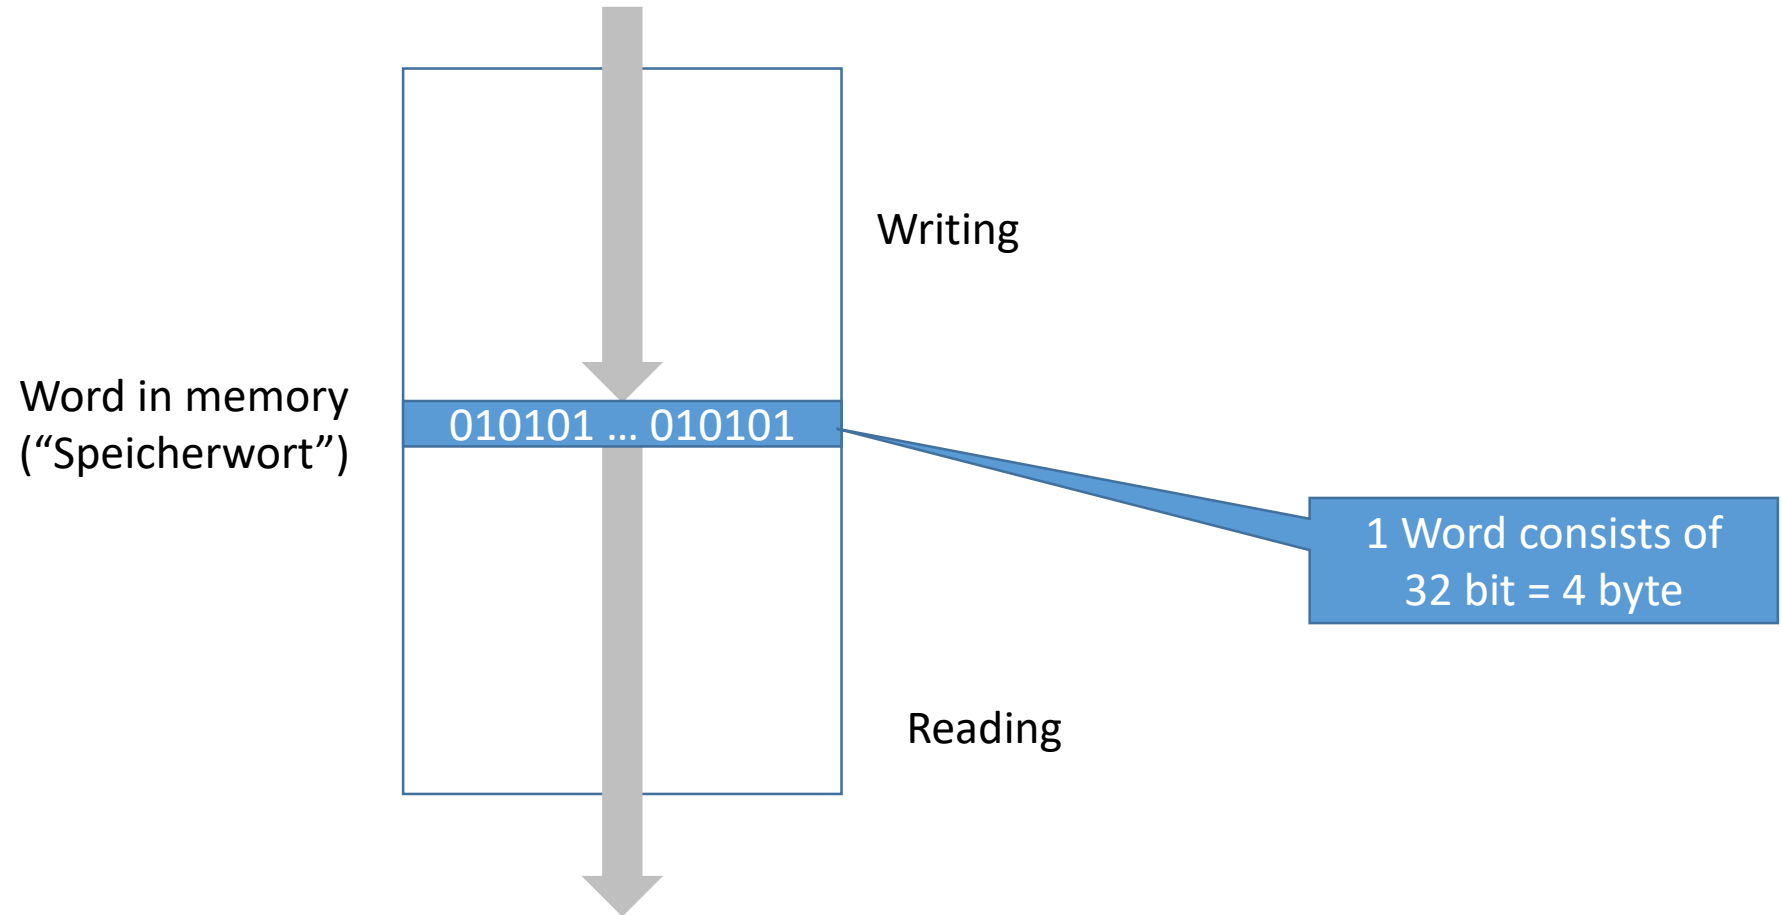 Writing
Word in memory
(“Speicherwort”)
010101 … 010101
1 Word consists of
32 bit = 4 byte
Reading